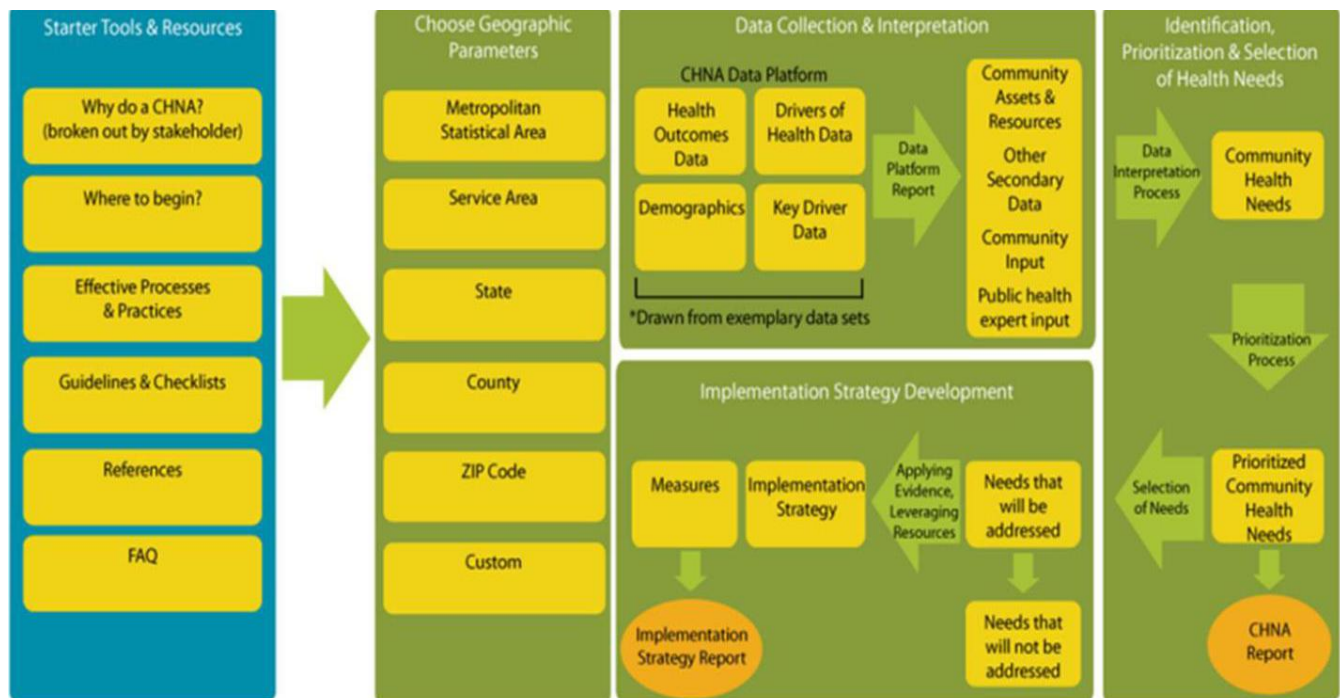 Starter Tools & Resources
Why do a CHNA?
(broken out by stakeholder)
Where to begin?
Effective Processes
& Practices
Guidelines & Checklists
References
FAQ
Choose Geographic
Parameters
Metropolitan
Statistical Area
Service Area
State
County
ZIP Code
Custom
Data Collection & Interpretation
CHNA Data Platform
Health
Outcomes
Data
Drivers of
Health Data
Demographics
Key Driver
Data
*Drawn from exemplary data sets
Data
Platform
Report
Community
Assets &
Resources
Other
Secondary
Data
Community
Input
Public health
expert input
Identification,
Prioritization & Selection
of Health Needs
Data
Interpretation
Process
Community
Health
Needs
Prioritization
Process
Prioritized
Community
Health
Needs
CHNA
Report
Selection
of Needs
Implementation Strategy Development
Needs that
will be
addressed
Needs that
will not be
addressed
Applying
Evidence,
Leveraging
Resources
Implementation
Strategy
Measures
Implementation
Strategy Report